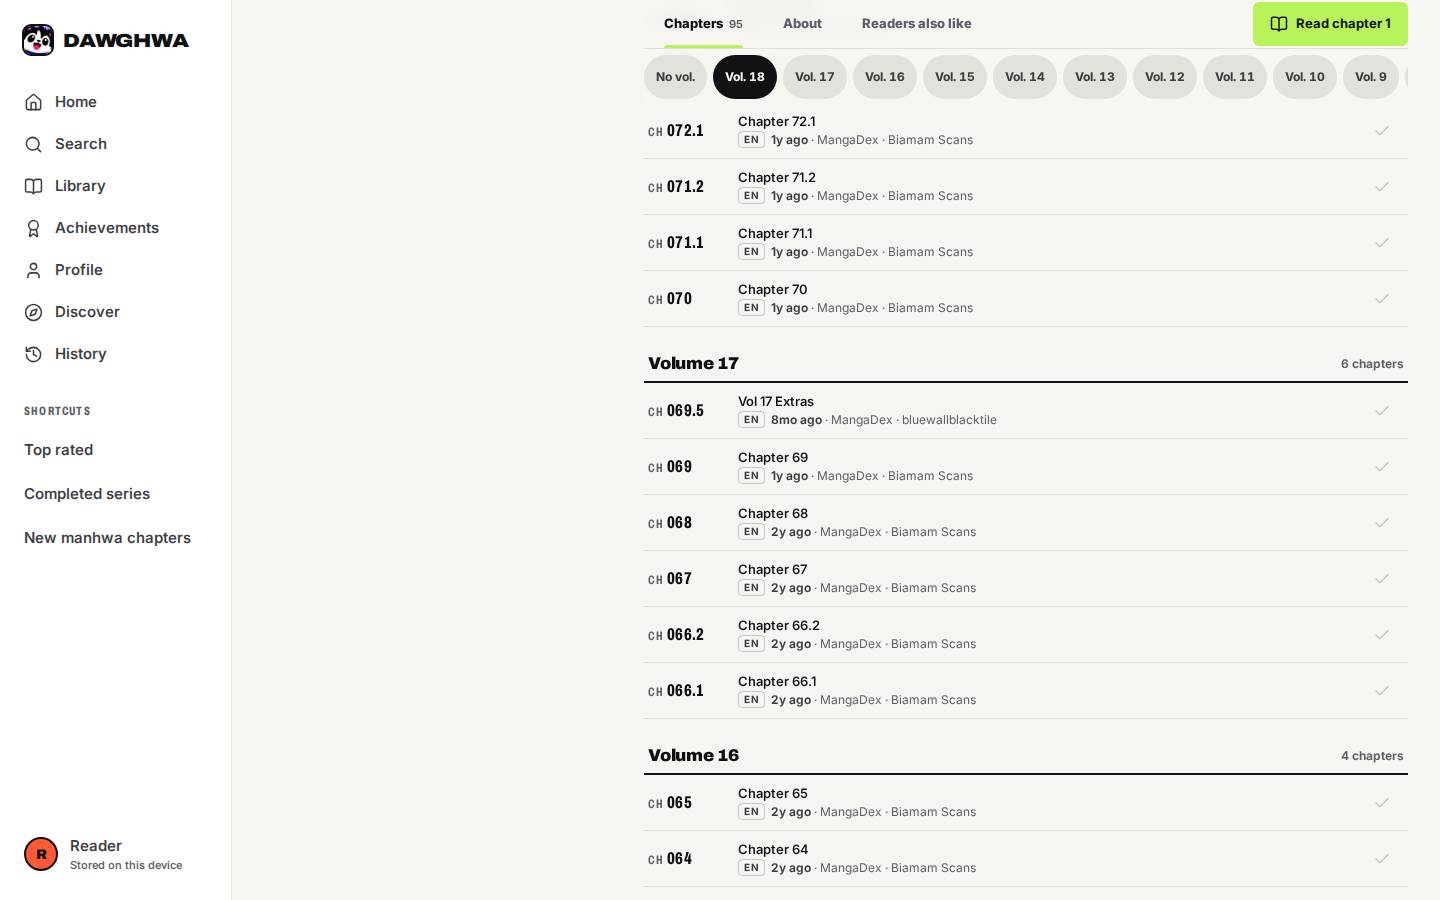 DAWGHWA
Home
Search
Library
Achievements
Profile
Discover
History
SHORTCUTS
Top rated
Completed series
New manhwa chapters
R
Reader
Stored on this device
Chapters 95
About
Readers also like
Read chapter 1
No vol.
Vol. 18
Vol. 17
Vol. 16
Vol. 15
Vol. 14
Vol. 13
Vol. 12
Vol. 11
Vol. 10
Vol. 9
CH 072.1
Chapter 72.1
EN 1y ago · MangaDex · Biamam Scans
CH 071.2
Chapter 71.2
EN 1y ago · MangaDex · Biamam Scans
CH 071.1
Chapter 71.1
EN 1y ago · MangaDex · Biamam Scans
CH 070
Chapter 70
EN 1y ago · MangaDex · Biamam Scans
Volume 17
6 chapters
CH 069.5
Vol 17 Extras
EN 8mo ago · MangaDex · bluewallblacktile
CH 069
Chapter 69
EN 1y ago · MangaDex · Biamam Scans
CH 068
Chapter 68
EN 2y ago · MangaDex · Biamam Scans
CH 067
Chapter 67
EN 2y ago · MangaDex · Biamam Scans
CH 066.2
Chapter 66.2
EN 2y ago · MangaDex · Biamam Scans
CH 066.1
Chapter 66.1
EN 2y ago · MangaDex · Biamam Scans
Volume 16
4 chapters
CH 065
Chapter 65
EN 2y ago · MangaDex · Biamam Scans
CH 064
Chapter 64
EN 2y ago · MangaDex · Biamam Scans